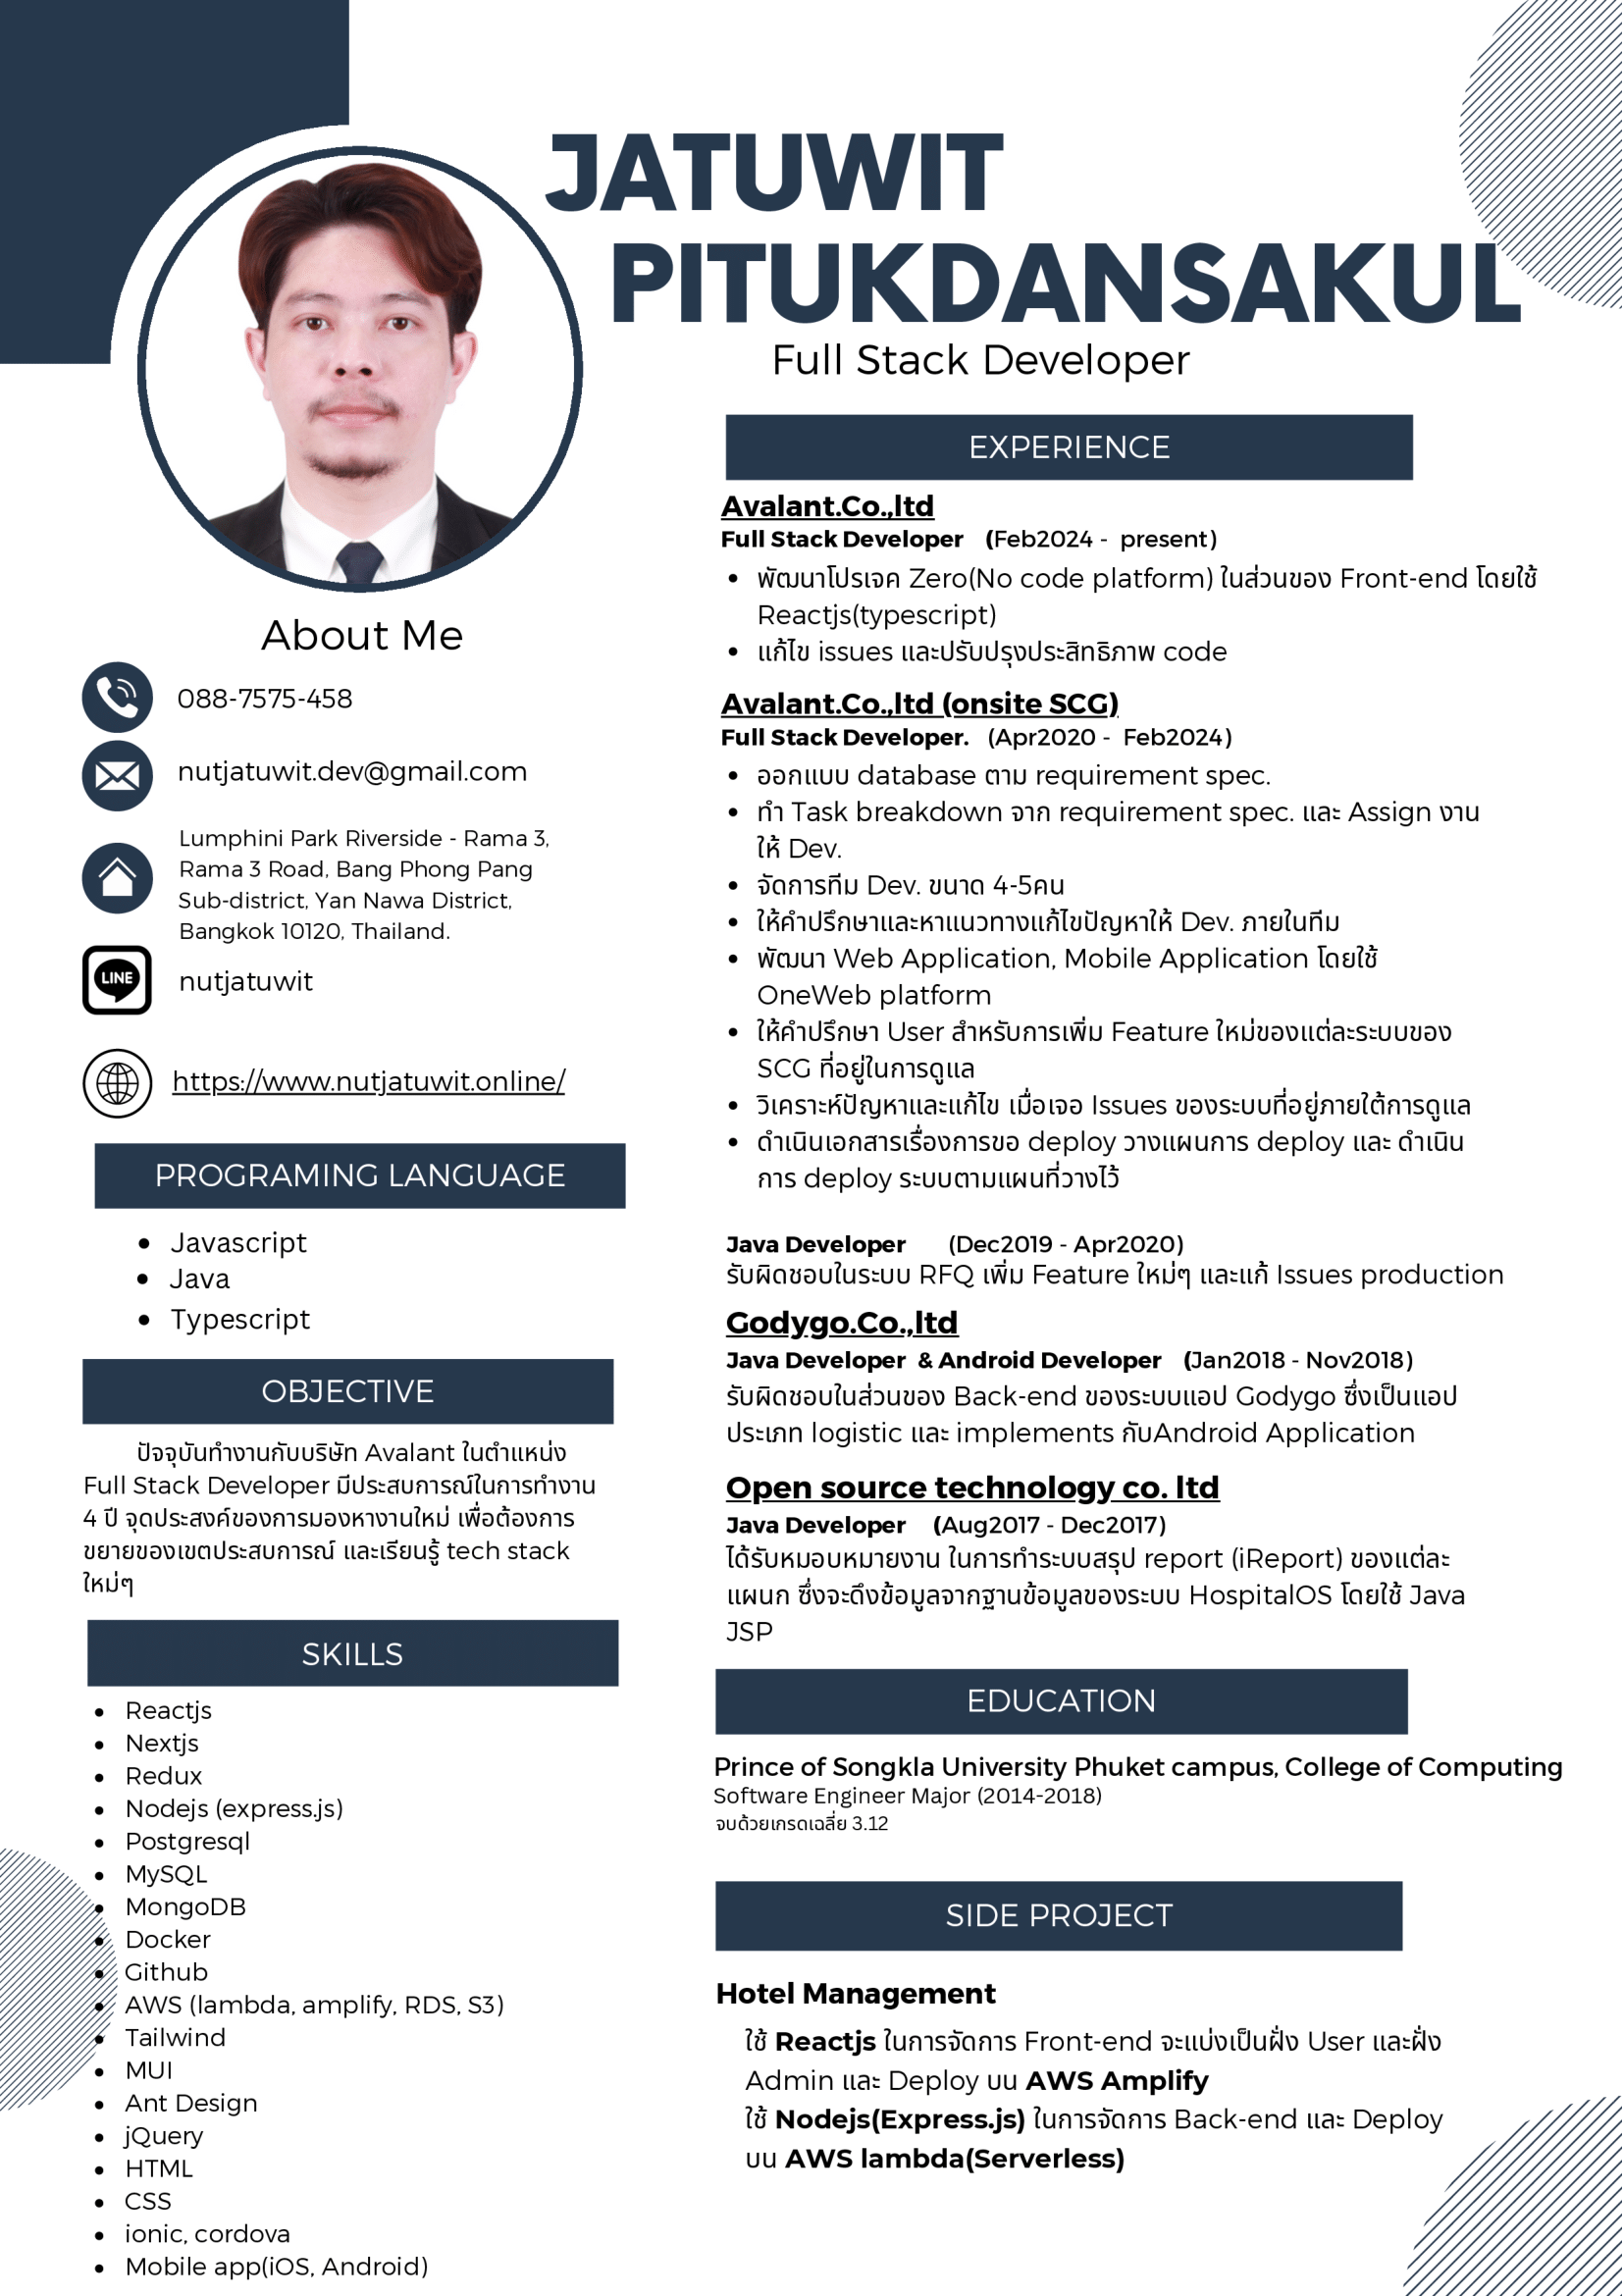 JATUWIT
PITUKDANSAKUL
Full Stack Developer
About Me
088-7575-458
nutjatuwit.dev@gmail.com
Lumphini Park Riverside - Rama 3,
Rama 3 Road, Bang Phong Pang
Sub-district, Yan Nawa District,
Bangkok 10120, Thailand.
LINE
nutjatuwit
https://www.nutjatuwit.online/
PROGRAMING LANGUAGE
• Javascript
• Java
• Typescript
OBJECTIVE
ปัจจุบันทำงานกับบริษัท Avalant ในตำแหน่ง
Full Stack Developer มีประสบการณ์ในการทำงาน
4 ปี จุดประสงค์ของการมองหางานใหม่ เพื่อต้องการ
ขยายของเขตประสบการณ์ และเรียนรู้ tech stack
ใหม่ๆ
SKILLS
• Reactjs
• Nextjs
• Redux
• Nodejs (express.js)
• Postgresql
• MySQL
• MongoDB
• Docker
• Github
• AWS (lambda, amplify, RDS, S3)
• Tailwind
• MUI
• Ant Design
• jQuery
• HTML
• CSS
• ionic, cordova
• Mobile app(iOS, Android)
EXPERIENCE
Avalant.Co.,ltd
Full Stack Developer (Feb2024 - present)
• พัฒนาโปรเจค Zero(No code platform) ในส่วนของ Front-end โดยใช้
Reactjs(typescript)
• แก้ไข issues และปรับปรุงประสิทธิภาพ code
Avalant.Co.,ltd (onsite SCG)
Full Stack Developer. (Apr2020 - Feb2024)
• ออกแบบ database ตาม requirement spec.
• ทำ Task breakdown จาก requirement spec. และ Assign งาน
ให้ Dev.
• จัดการทีม Dev. ขนาด 4-5คน
• ให้คำปรึกษาและหาแนวทางแก้ไขปัญหาให้ Dev. ภายในทีม
• พัฒนา Web Application, Mobile Application โดยใช้
OneWeb platform
• ให้คำปรึกษา User สำหรับการเพิ่ม Feature ใหม่ของแต่ละระบบของ
SCG ที่อยู่ในการดูแล
• วิเคราะห์ปัญหาและแก้ไข เมื่อเจอ Issues ของระบบที่อยู่ภายใต้การดูแล
• ดำเนินเอกสารเรื่องการขอ deploy วางแผนการ deploy และ ดำเนิน
การ deploy ระบบตามแผนที่วางไว้
Java Developer (Dec2019 - Apr2020)
รับผิดชอบในระบบ RFQ เพิ่ม Feature ใหม่ๆ และแก้ Issues production
Godygo.Co.,ltd
Java Developer & Android Developer (Jan2018 - Nov2018)
รับผิดชอบในส่วนของ Back-end ของระบบแอป Godygo ซึ่งเป็นแอป
ประเภท logistic และ implements กับAndroid Application
Open source technology co. ltd
Java Developer (Aug2017 - Dec2017)
ได้รับหมอบหมายงาน ในการทำระบบสรุป report (iReport) ของแต่ละ
แผนก ซึ่งจะดึงข้อมูลจากฐานข้อมูลของระบบ HospitalOS โดยใช้ Java
JSP
EDUCATION
Prince of Songkla University Phuket campus, College of Computing
Software Engineer Major (2014-2018)
จบด้วยเกรดเฉลี่ย 3.12
SIDE PROJECT
Hotel Management
ใช้ Reactjs ในการจัดการ Front-end จะแบ่งเป็นฝั่ง User และฝั่ง
Admin และ Deploy บน AWS Amplify
ใช้ Nodejs(Express.js) ในการจัดการ Back-end และ Deploy
บน AWS lambda(Serverless)